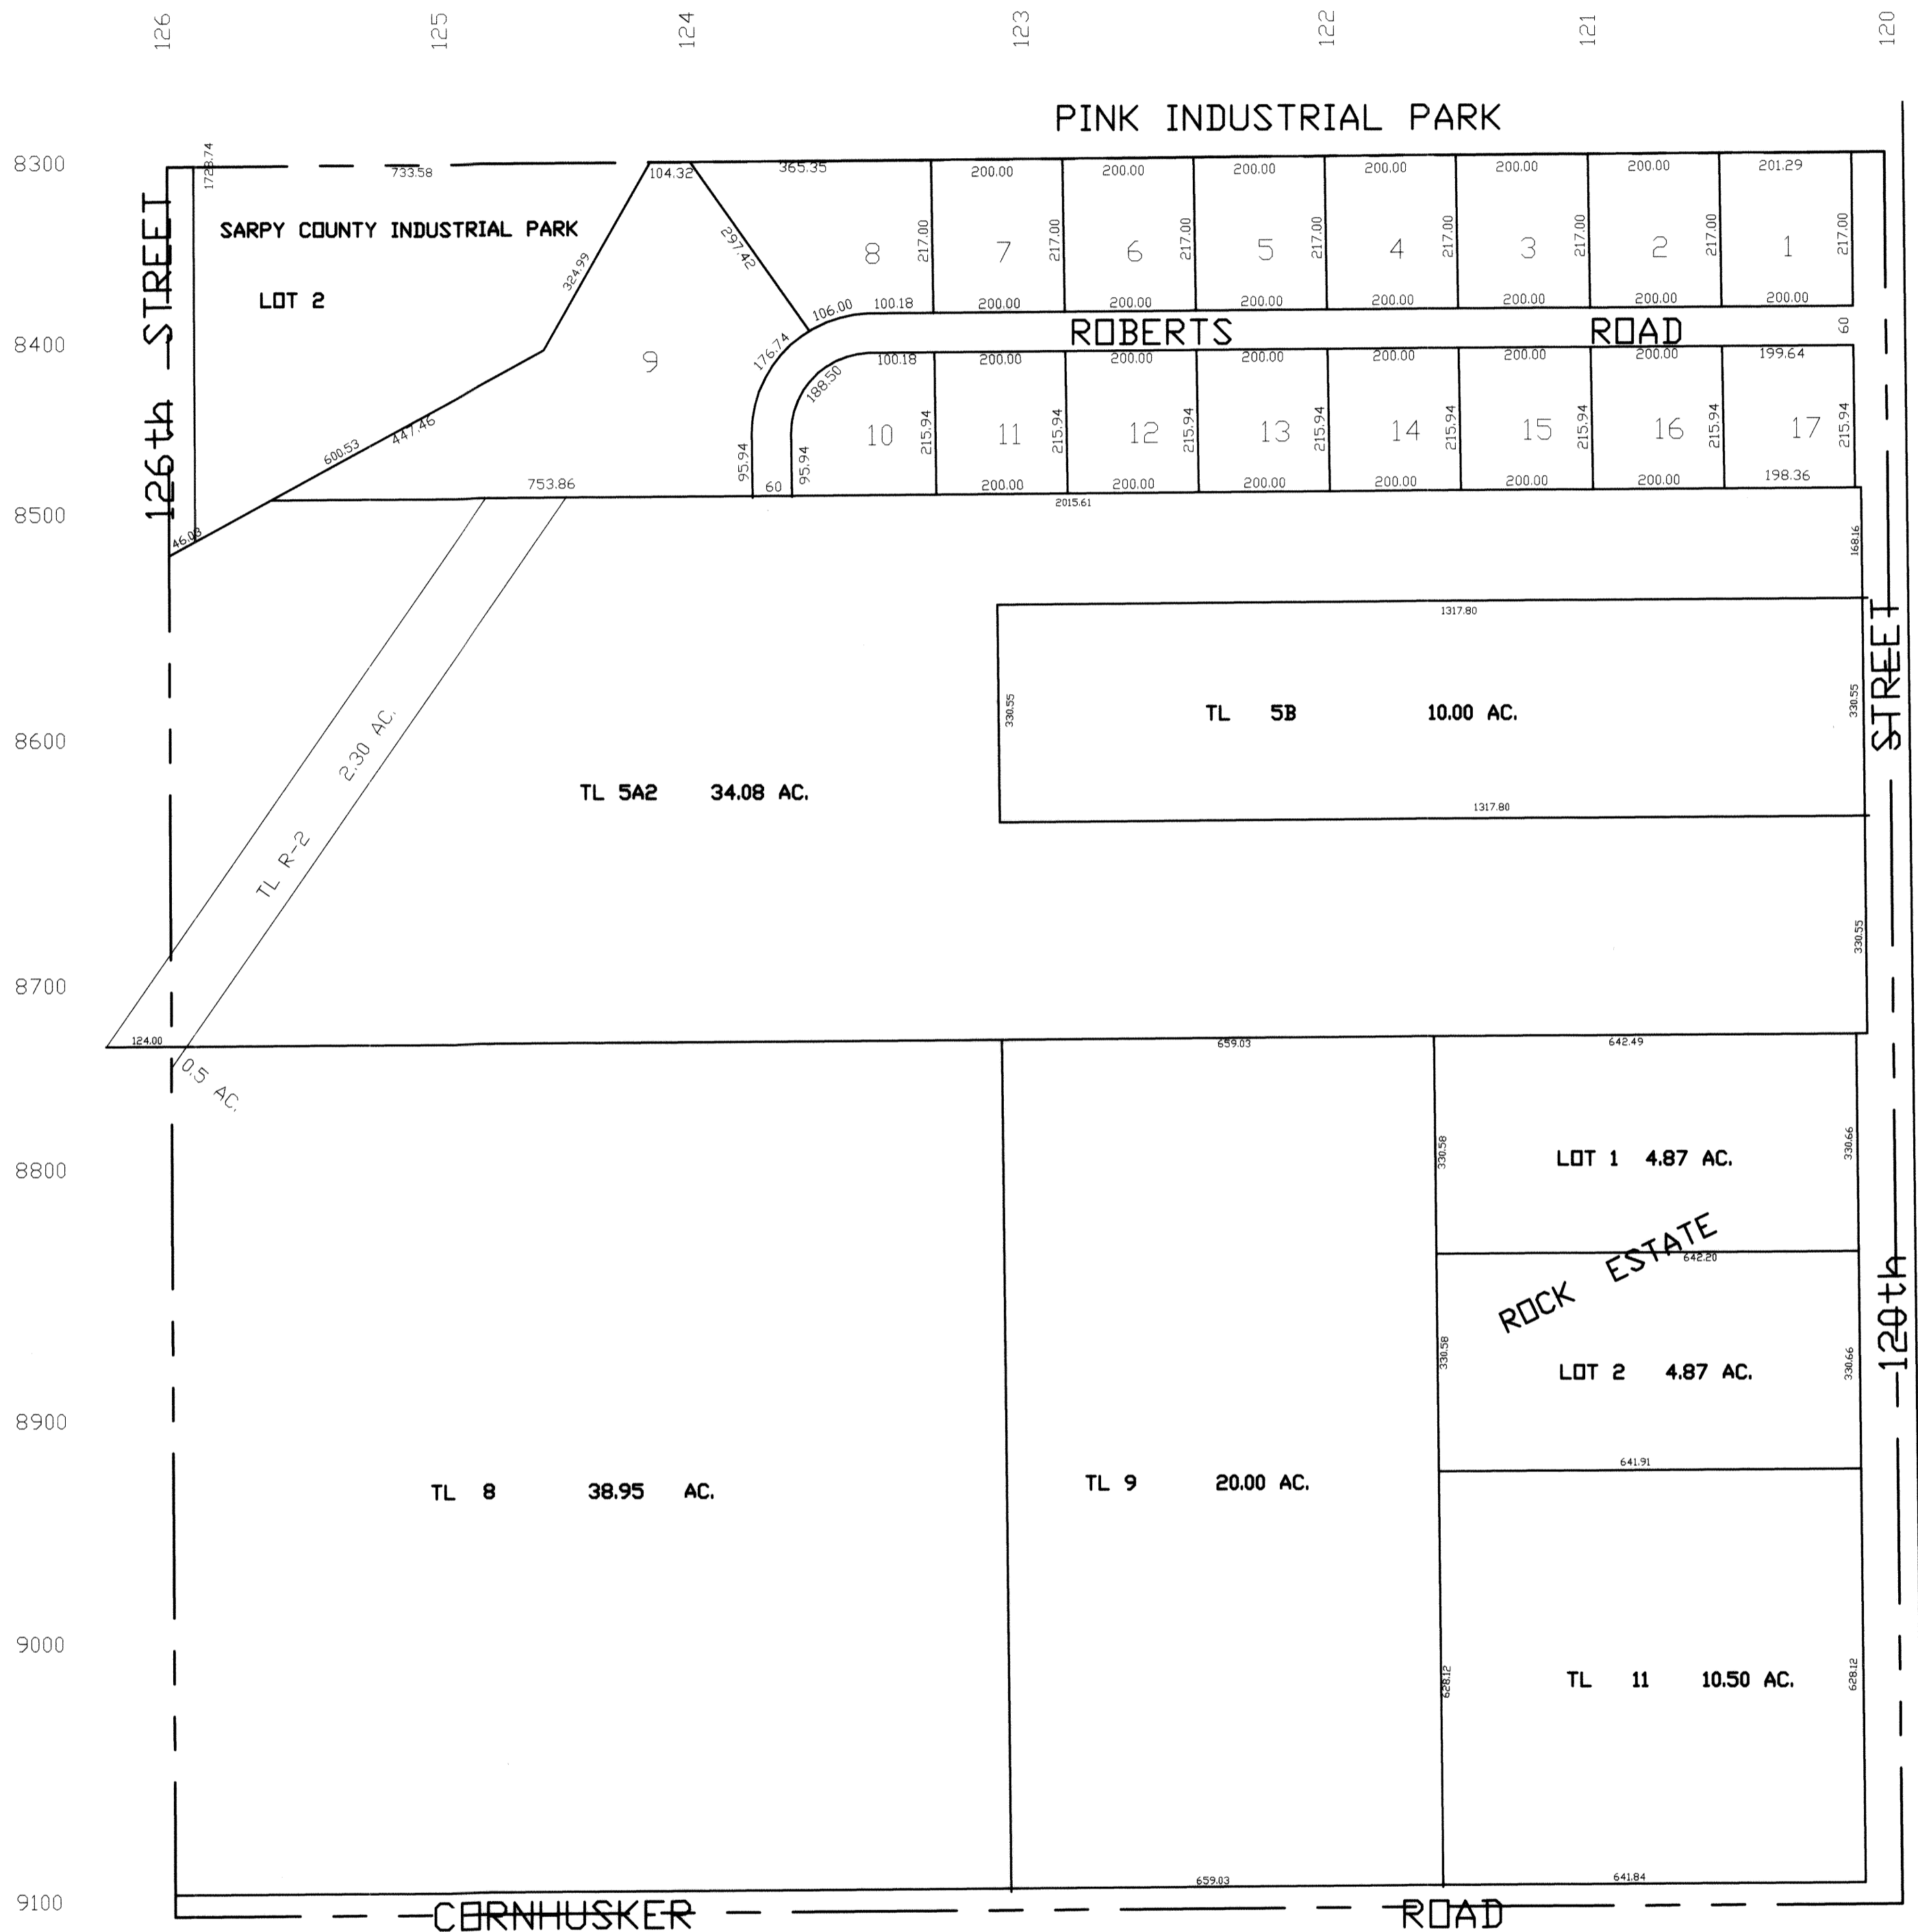 126 125 124 123 122 121 120
PINK INDUSTRIAL PARK
8300
1728.74
733.58 104.32 365.35 200.00 200.00 200.00 200.00 200.00 200.00 201.29
126th STREET
SARPY COUNTY INDUSTRIAL PARK
LOT 2
324.99
297.42
8 217.00 7 217.00 6 217.00 5 217.00 4 217.00 3 217.00 2 217.00 1 217.00
106.00 100.18 200.00 200.00 200.00 200.00 200.00 200.00 200.00
8400
ROBERTS ROAD 60
9
176.74
188.50
100.18 200.00 200.00 200.00 200.00 200.00 200.00 199.64
10 215.94 11 215.94 12 215.94 13 215.94 14 215.94 15 215.94 16 215.94 17 215.94
600.53 447.46
95.94 95.94
753.86 60 200.00 200.00 200.00 200.00 200.00 200.00 198.36
2015.61
8500
46.03
168.16
1317.80
STREET
330.55 TL 5B 10.00 AC. 330.55
8600
TL R-2 2.30 AC.
TL 5A2 34.08 AC.
1317.80
330.55
8700
124.00 659.03 642.49
0.5 AC.
8800
330.58 LOT 1 4.87 AC. 330.66
ROCK ESTATE
642.20
120th
330.58 LOT 2 4.87 AC. 330.66
8900
641.91
TL 8 38.95 AC.
TL 9 20.00 AC.
9000
628.12 TL 11 10.50 AC. 628.12
659.03 641.84
9100
CORNHUSKER ROAD